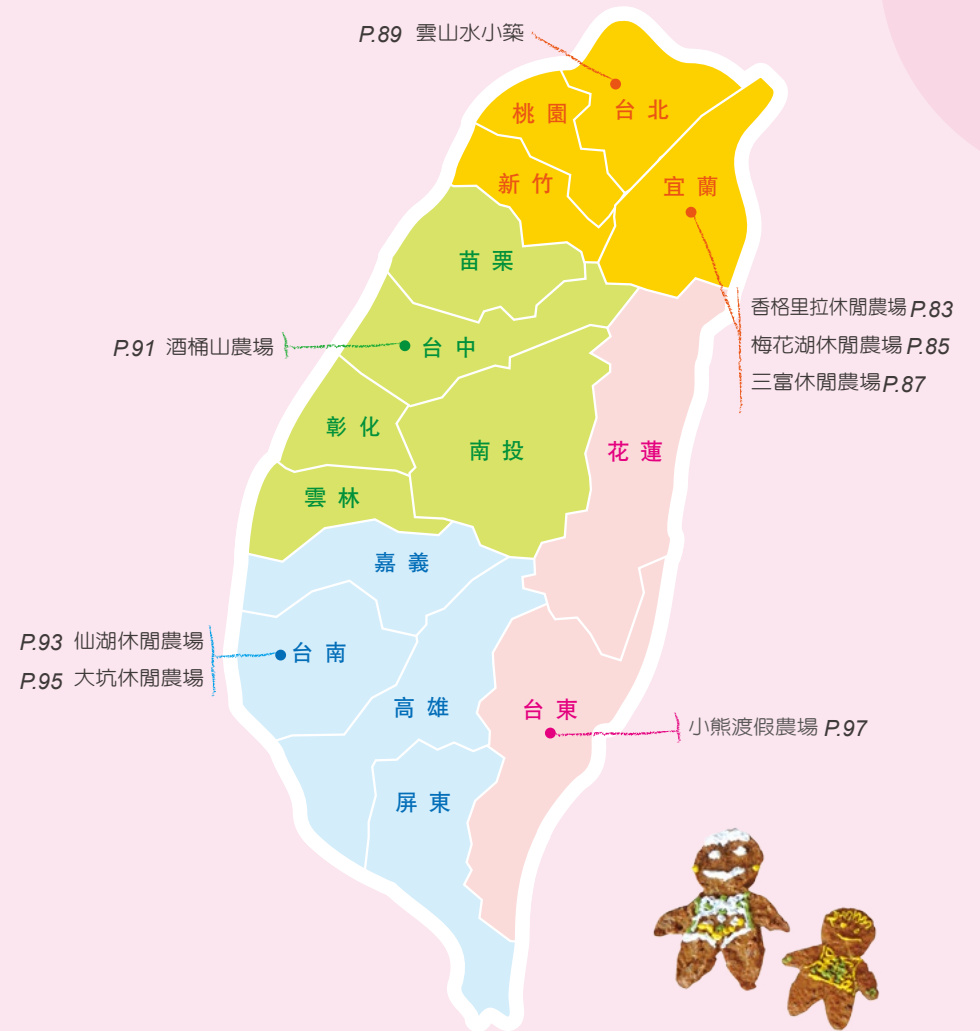 P.89 雲山水小築
桃園
台北
新竹
宜蘭
苗栗
香格里拉休閒農場 P.83
梅花湖休閒農場 P.85
三富休閒農場 P.87
P.91 酒桶山農場
台中
彰化
南投
花蓮
雲林
嘉義
P.93 仙湖休閒農場
P.95 大坑休閒農場
台南
高雄
台東
小熊渡假農場 P.97
屏東